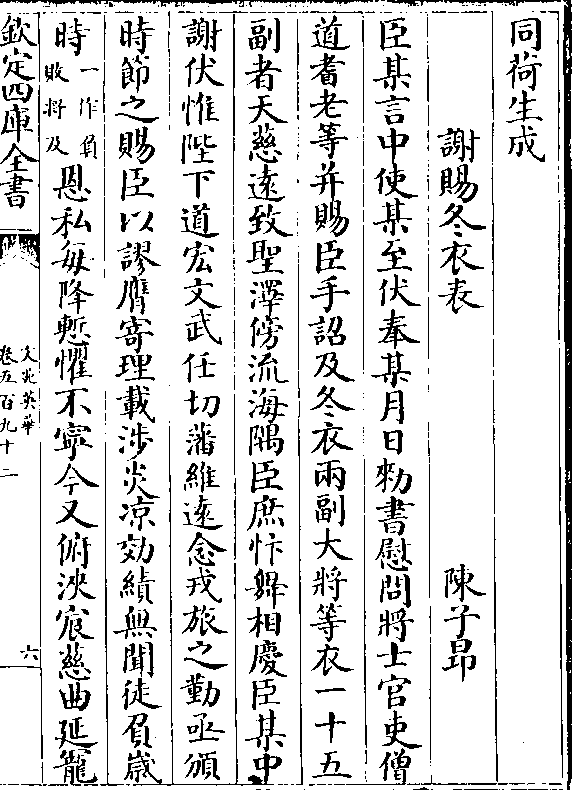 同荷生成
謝賜冬衣表 陳子昂
臣某言中使某至伏奉某月日勑書慰問將士官吏僧
道耆老等并賜臣手詔及冬衣兩副大將等衣一十五
副者天慈遠致聖澤傍流海隅臣庶忭舞相慶臣某中
謝伏惟陛下道宏文武任切藩維遠念戎旅之勤亟頒
時節之賜臣以謬膺寄理載涉炎凉効績無聞徒負歲
時一作負敗將及恩私每降慙懼不寧今又俯浹宸慈曲延寵
欽定四庫全書
文苑英華
卷五百九十二
六